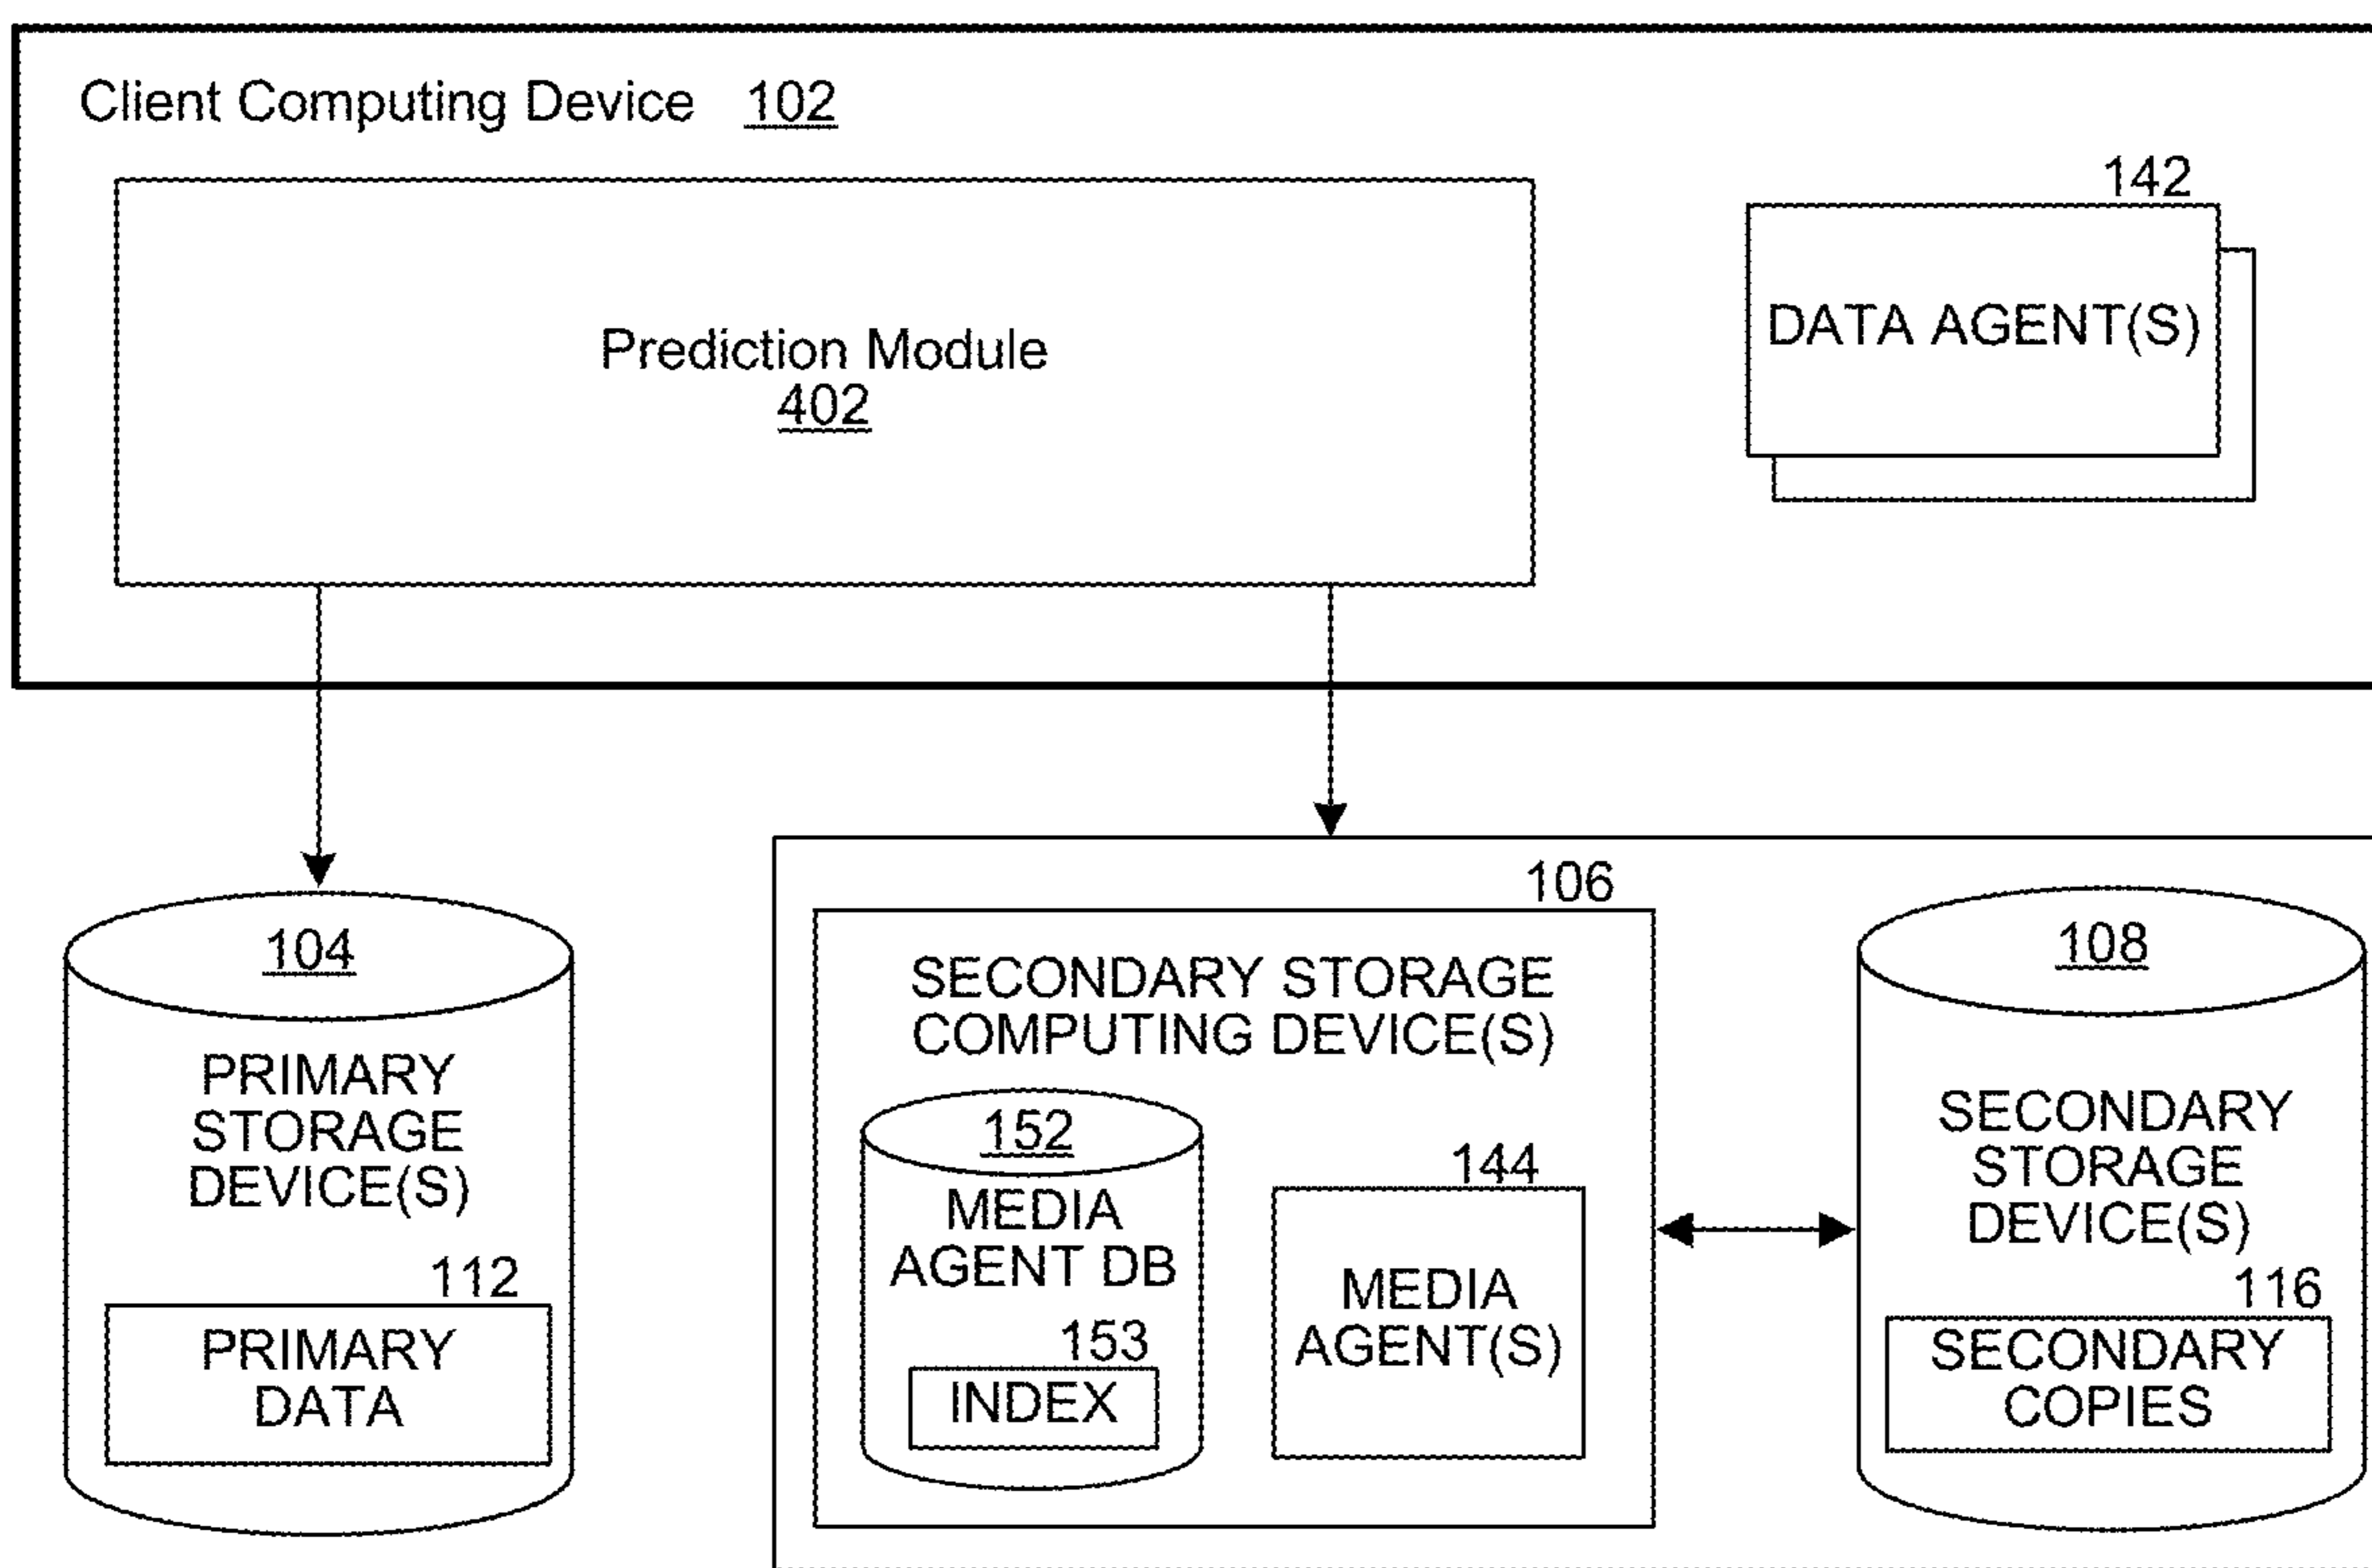 Client Computing Device 102
142
Prediction Module
402
DATA AGENT(S)
104
PRIMARY
STORAGE
DEVICE(S)
112
PRIMARY
DATA
106
SECONDARY STORAGE
COMPUTING DEVICE(S)
152
MEDIA
AGENT DB
153
INDEX
144
MEDIA
AGENT(S)
108
SECONDARY
STORAGE
DEVICE(S)
116
SECONDARY
COPIES